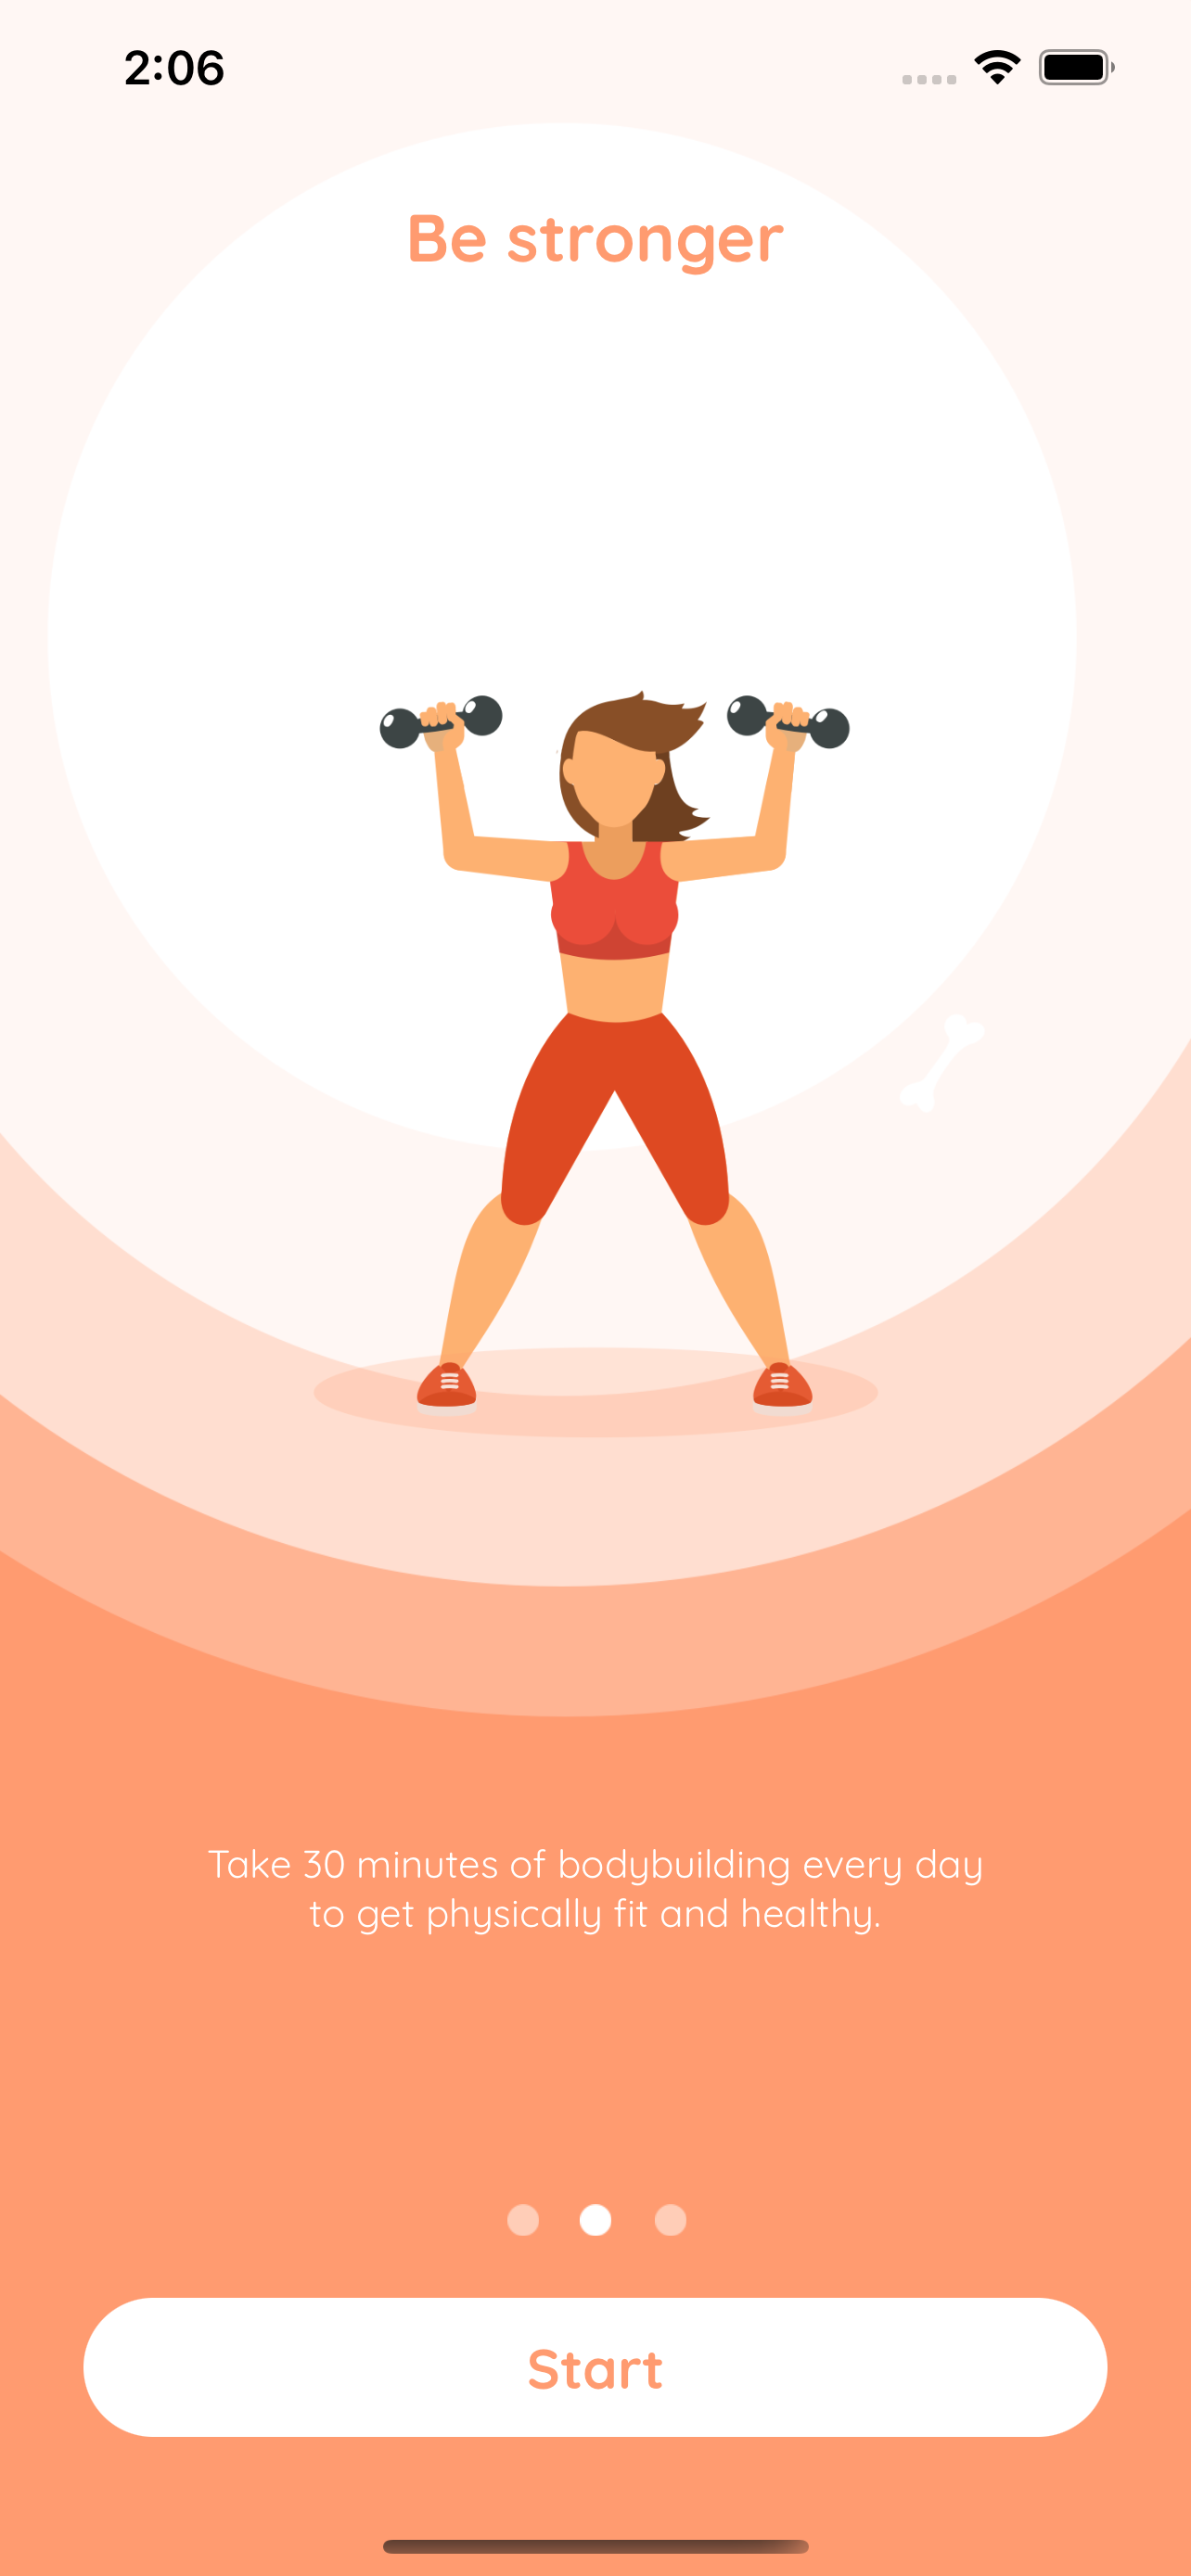 2:06
Be stronger
Take 30 minutes of bodybuilding every day
to get physically fit and healthy.
Start